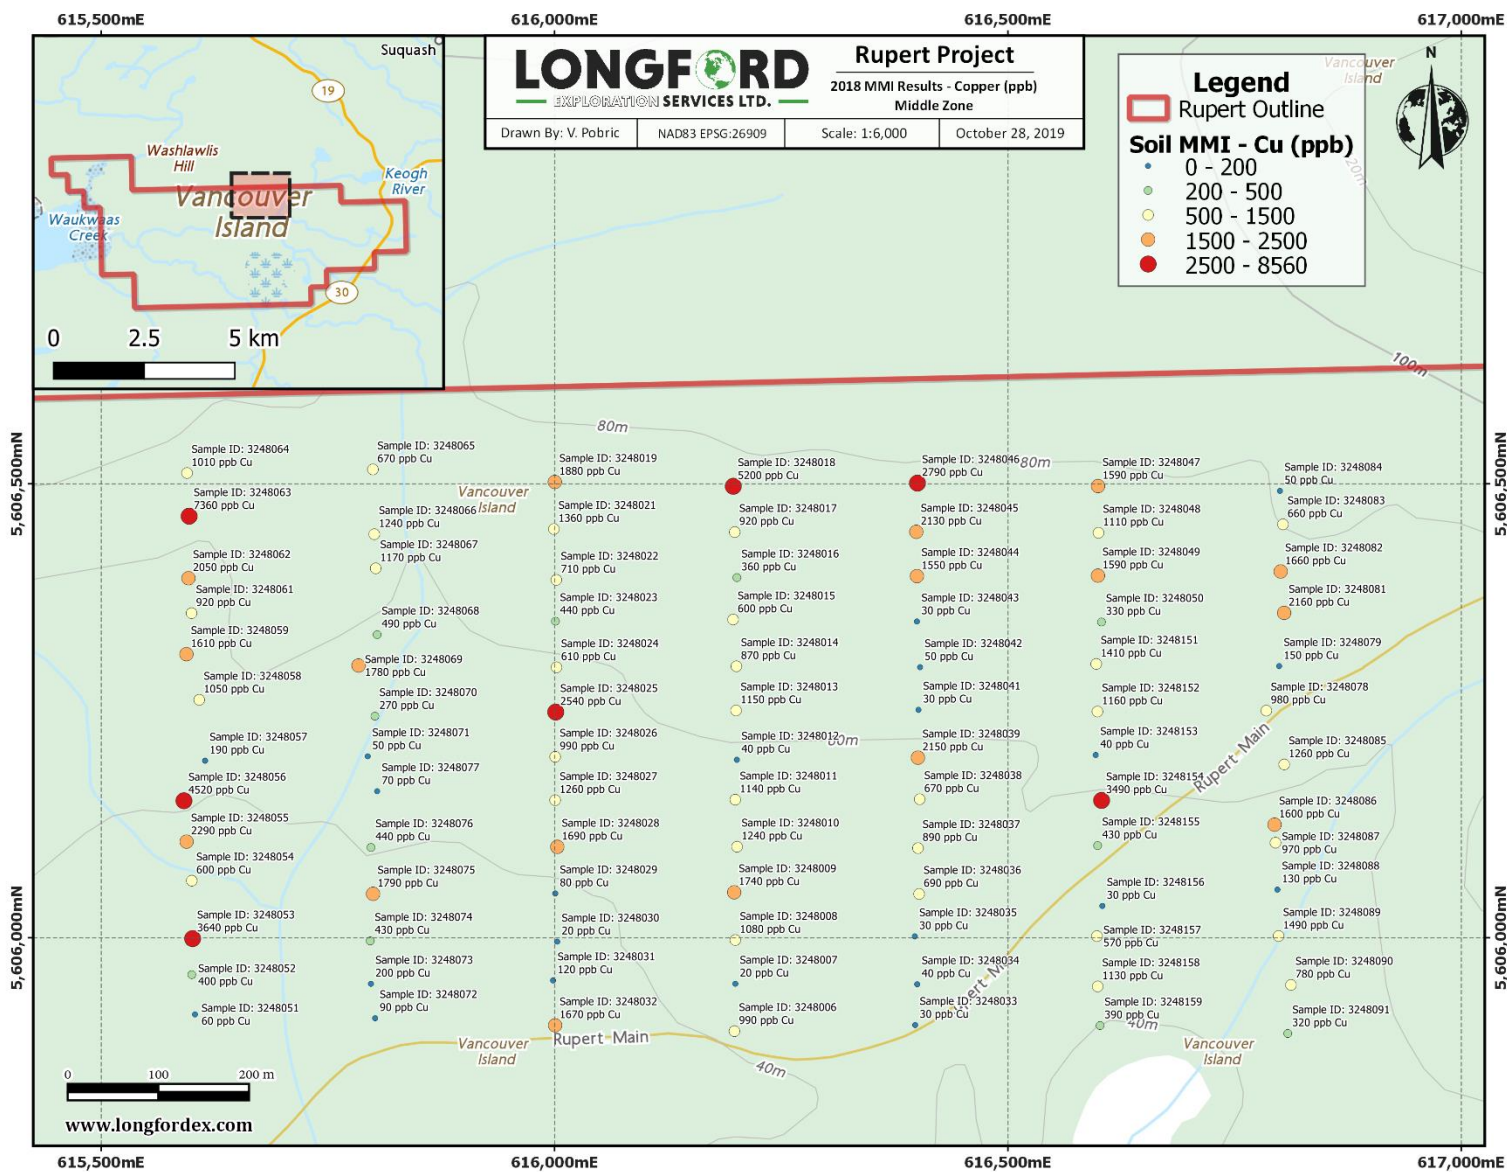 615,500mE
616,000mE
616,500mE
617,000mE
LONGFORD
EXPLORATION SERVICES LTD.
Rupert Project
2018 MMI Results - Copper (ppb)
Middle Zone
Drawn By: V. Pobric
NAD83 EPSG:26909
Scale: 1:6,000
October 28, 2019
Suquash
19
Washlawlis
Hill
Keogh
River
Vancouver
Island
Waukwaas
Creek
30
0 2.5 5 km
Vancouver
Island
N
Legend
Rupert Outline
Soil MMI - Cu (ppb)
0 - 200
200 - 500
500 - 1500
1500 - 2500
2500 - 8560
20m
100m
80m
80m
80m
40m
40m
5,606,500mN
5,606,500mN
5,606,000mN
5,606,000mN
Vancouver
Island
Vancouver
Island
Vancouver
Island
Rupert Main
Rupert Main
Sample ID: 3248064
1010 ppb Cu
Sample ID: 3248063
7360 ppb Cu
Sample ID: 3248062
2050 ppb Cu
Sample ID: 3248061
920 ppb Cu
Sample ID: 3248059
1610 ppb Cu
Sample ID: 3248058
1050 ppb Cu
Sample ID: 3248057
190 ppb Cu
Sample ID: 3248056
4520 ppb Cu
Sample ID: 3248055
2290 ppb Cu
Sample ID: 3248054
600 ppb Cu
Sample ID: 3248053
3640 ppb Cu
Sample ID: 3248052
400 ppb Cu
Sample ID: 3248051
60 ppb Cu
Sample ID: 3248065
670 ppb Cu
Sample ID: 3248066
1240 ppb Cu
Sample ID: 3248067
1170 ppb Cu
Sample ID: 3248068
490 ppb Cu
Sample ID: 3248069
1780 ppb Cu
Sample ID: 3248070
270 ppb Cu
Sample ID: 3248071
50 ppb Cu
Sample ID: 3248077
70 ppb Cu
Sample ID: 3248076
440 ppb Cu
Sample ID: 3248075
1790 ppb Cu
Sample ID: 3248074
430 ppb Cu
Sample ID: 3248073
200 ppb Cu
Sample ID: 3248072
90 ppb Cu
Sample ID: 3248019
1880 ppb Cu
Sample ID: 3248021
1360 ppb Cu
Sample ID: 3248022
710 ppb Cu
Sample ID: 3248023
440 ppb Cu
Sample ID: 3248024
610 ppb Cu
Sample ID: 3248025
2540 ppb Cu
Sample ID: 3248026
990 ppb Cu
Sample ID: 3248027
1260 ppb Cu
Sample ID: 3248028
1690 ppb Cu
Sample ID: 3248029
80 ppb Cu
Sample ID: 3248030
20 ppb Cu
Sample ID: 3248031
120 ppb Cu
Sample ID: 3248032
1670 ppb Cu
Sample ID: 3248018
5200 ppb Cu
Sample ID: 3248017
920 ppb Cu
Sample ID: 3248016
360 ppb Cu
Sample ID: 3248015
600 ppb Cu
Sample ID: 3248014
870 ppb Cu
Sample ID: 3248013
1150 ppb Cu
Sample ID: 3248012
40 ppb Cu
Sample ID: 3248011
1140 ppb Cu
Sample ID: 3248010
1240 ppb Cu
Sample ID: 3248009
1740 ppb Cu
Sample ID: 3248008
1080 ppb Cu
Sample ID: 3248007
20 ppb Cu
Sample ID: 3248006
990 ppb Cu
Sample ID: 3248046
2790 ppb Cu
Sample ID: 3248045
2130 ppb Cu
Sample ID: 3248044
1550 ppb Cu
Sample ID: 3248043
30 ppb Cu
Sample ID: 3248042
50 ppb Cu
Sample ID: 3248041
30 ppb Cu
Sample ID: 3248039
2150 ppb Cu
Sample ID: 3248038
670 ppb Cu
Sample ID: 3248037
890 ppb Cu
Sample ID: 3248036
690 ppb Cu
Sample ID: 3248035
30 ppb Cu
Sample ID: 3248034
40 ppb Cu
Sample ID: 3248033
30 ppb Cu
Sample ID: 3248047
1590 ppb Cu
Sample ID: 3248048
1110 ppb Cu
Sample ID: 3248049
1590 ppb Cu
Sample ID: 3248050
330 ppb Cu
Sample ID: 3248151
1410 ppb Cu
Sample ID: 3248152
1160 ppb Cu
Sample ID: 3248153
40 ppb Cu
Sample ID: 3248154
3490 ppb Cu
Sample ID: 3248155
430 ppb Cu
Sample ID: 3248156
30 ppb Cu
Sample ID: 3248157
570 ppb Cu
Sample ID: 3248158
1130 ppb Cu
Sample ID: 3248159
390 ppb Cu
Sample ID: 3248084
50 ppb Cu
Sample ID: 3248083
660 ppb Cu
Sample ID: 3248082
1660 ppb Cu
Sample ID: 3248081
2160 ppb Cu
Sample ID: 3248079
150 ppb Cu
Sample ID: 3248078
980 ppb Cu
Sample ID: 3248085
1260 ppb Cu
Sample ID: 3248086
1600 ppb Cu
Sample ID: 3248087
970 ppb Cu
Sample ID: 3248088
130 ppb Cu
Sample ID: 3248089
1490 ppb Cu
Sample ID: 3248090
780 ppb Cu
Sample ID: 3248091
320 ppb Cu
0 100 200 m
www.longfordex.com
615,500mE
616,000mE
616,500mE
617,000mE